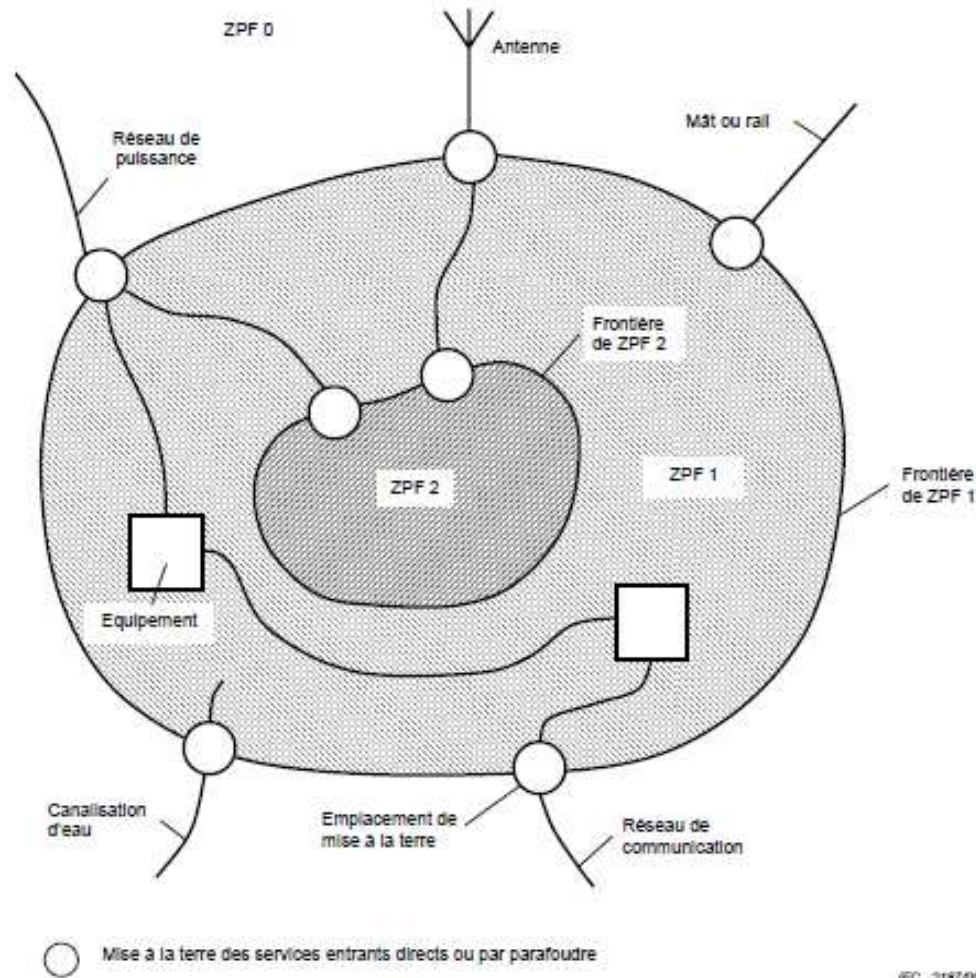 ZPF 0
Antenne
Mât ou rail
Réseau de
puissance
Frontière
de ZPF 2
ZPF 2
ZPF 1
Frontière
de ZPF 1
Equipement
Canalisation
d'eau
Emplacement de
mise à la terre
Réseau de
communication
Mise à la terre des services entrants directs ou par parafoudre